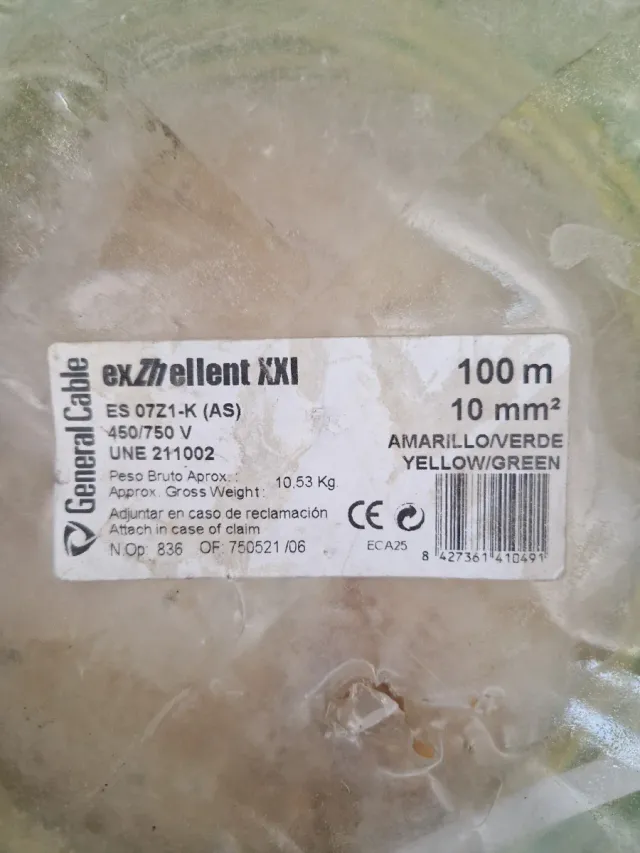 General Cable
exZhellent XXI
ES 07Z1-K (AS)
450/750 V
UNE 211002
100 m
10 mm²
AMARILLO/VERDE
YELLOW/GREEN
Peso Bruto Aprox.:
Approx. Gross Weight:
10,53 Kg.
Adjuntar en caso de reclamación
Attach in case of claim
N.Op: 836 OF: 750521 /06
CE
ECA25
8 427361 410491